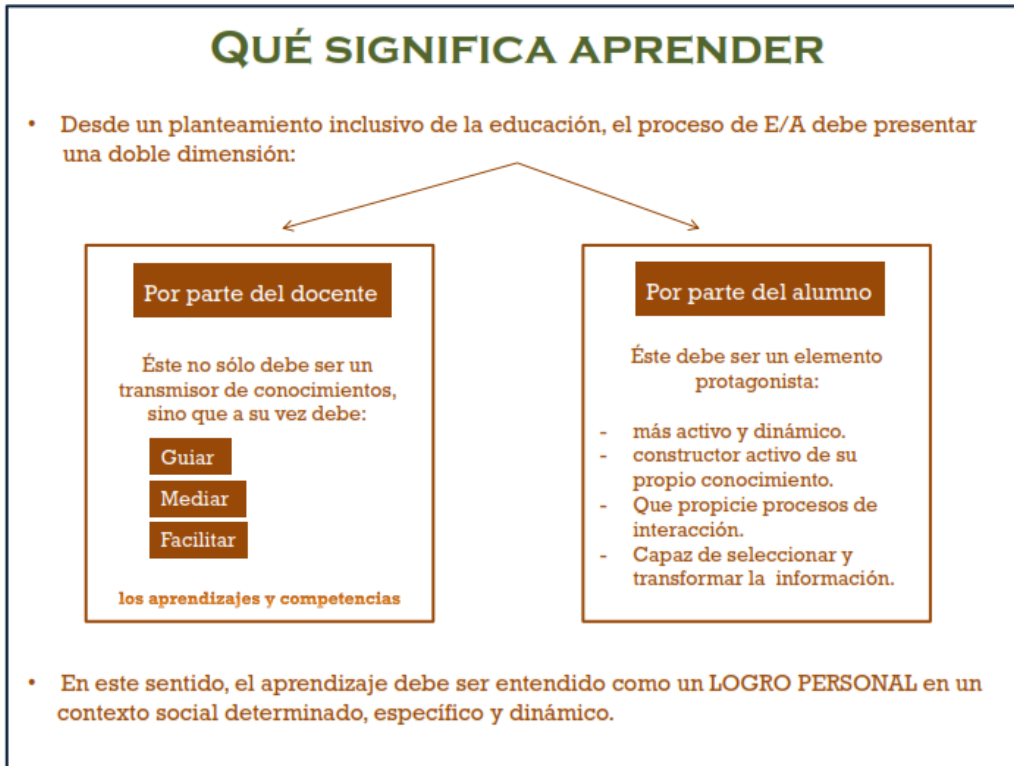 QUÉ SIGNIFICA APRENDER
• Desde un planteamiento inclusivo de la educación, el proceso de E/A debe presentar
una doble dimensión:
Por parte del docente
Éste no sólo debe ser un
transmisor de conocimientos,
sino que a su vez debe:
Guiar
Mediar
Facilitar
los aprendizajes y competencias
Por parte del alumno
Éste debe ser un elemento
protagonista:
- más activo y dinámico.
- constructor activo de su
propio conocimiento.
- Que propicie procesos de
interacción.
- Capaz de seleccionar y
transformar la información.
• En este sentido, el aprendizaje debe ser entendido como un LOGRO PERSONAL en un
contexto social determinado, específico y dinámico.